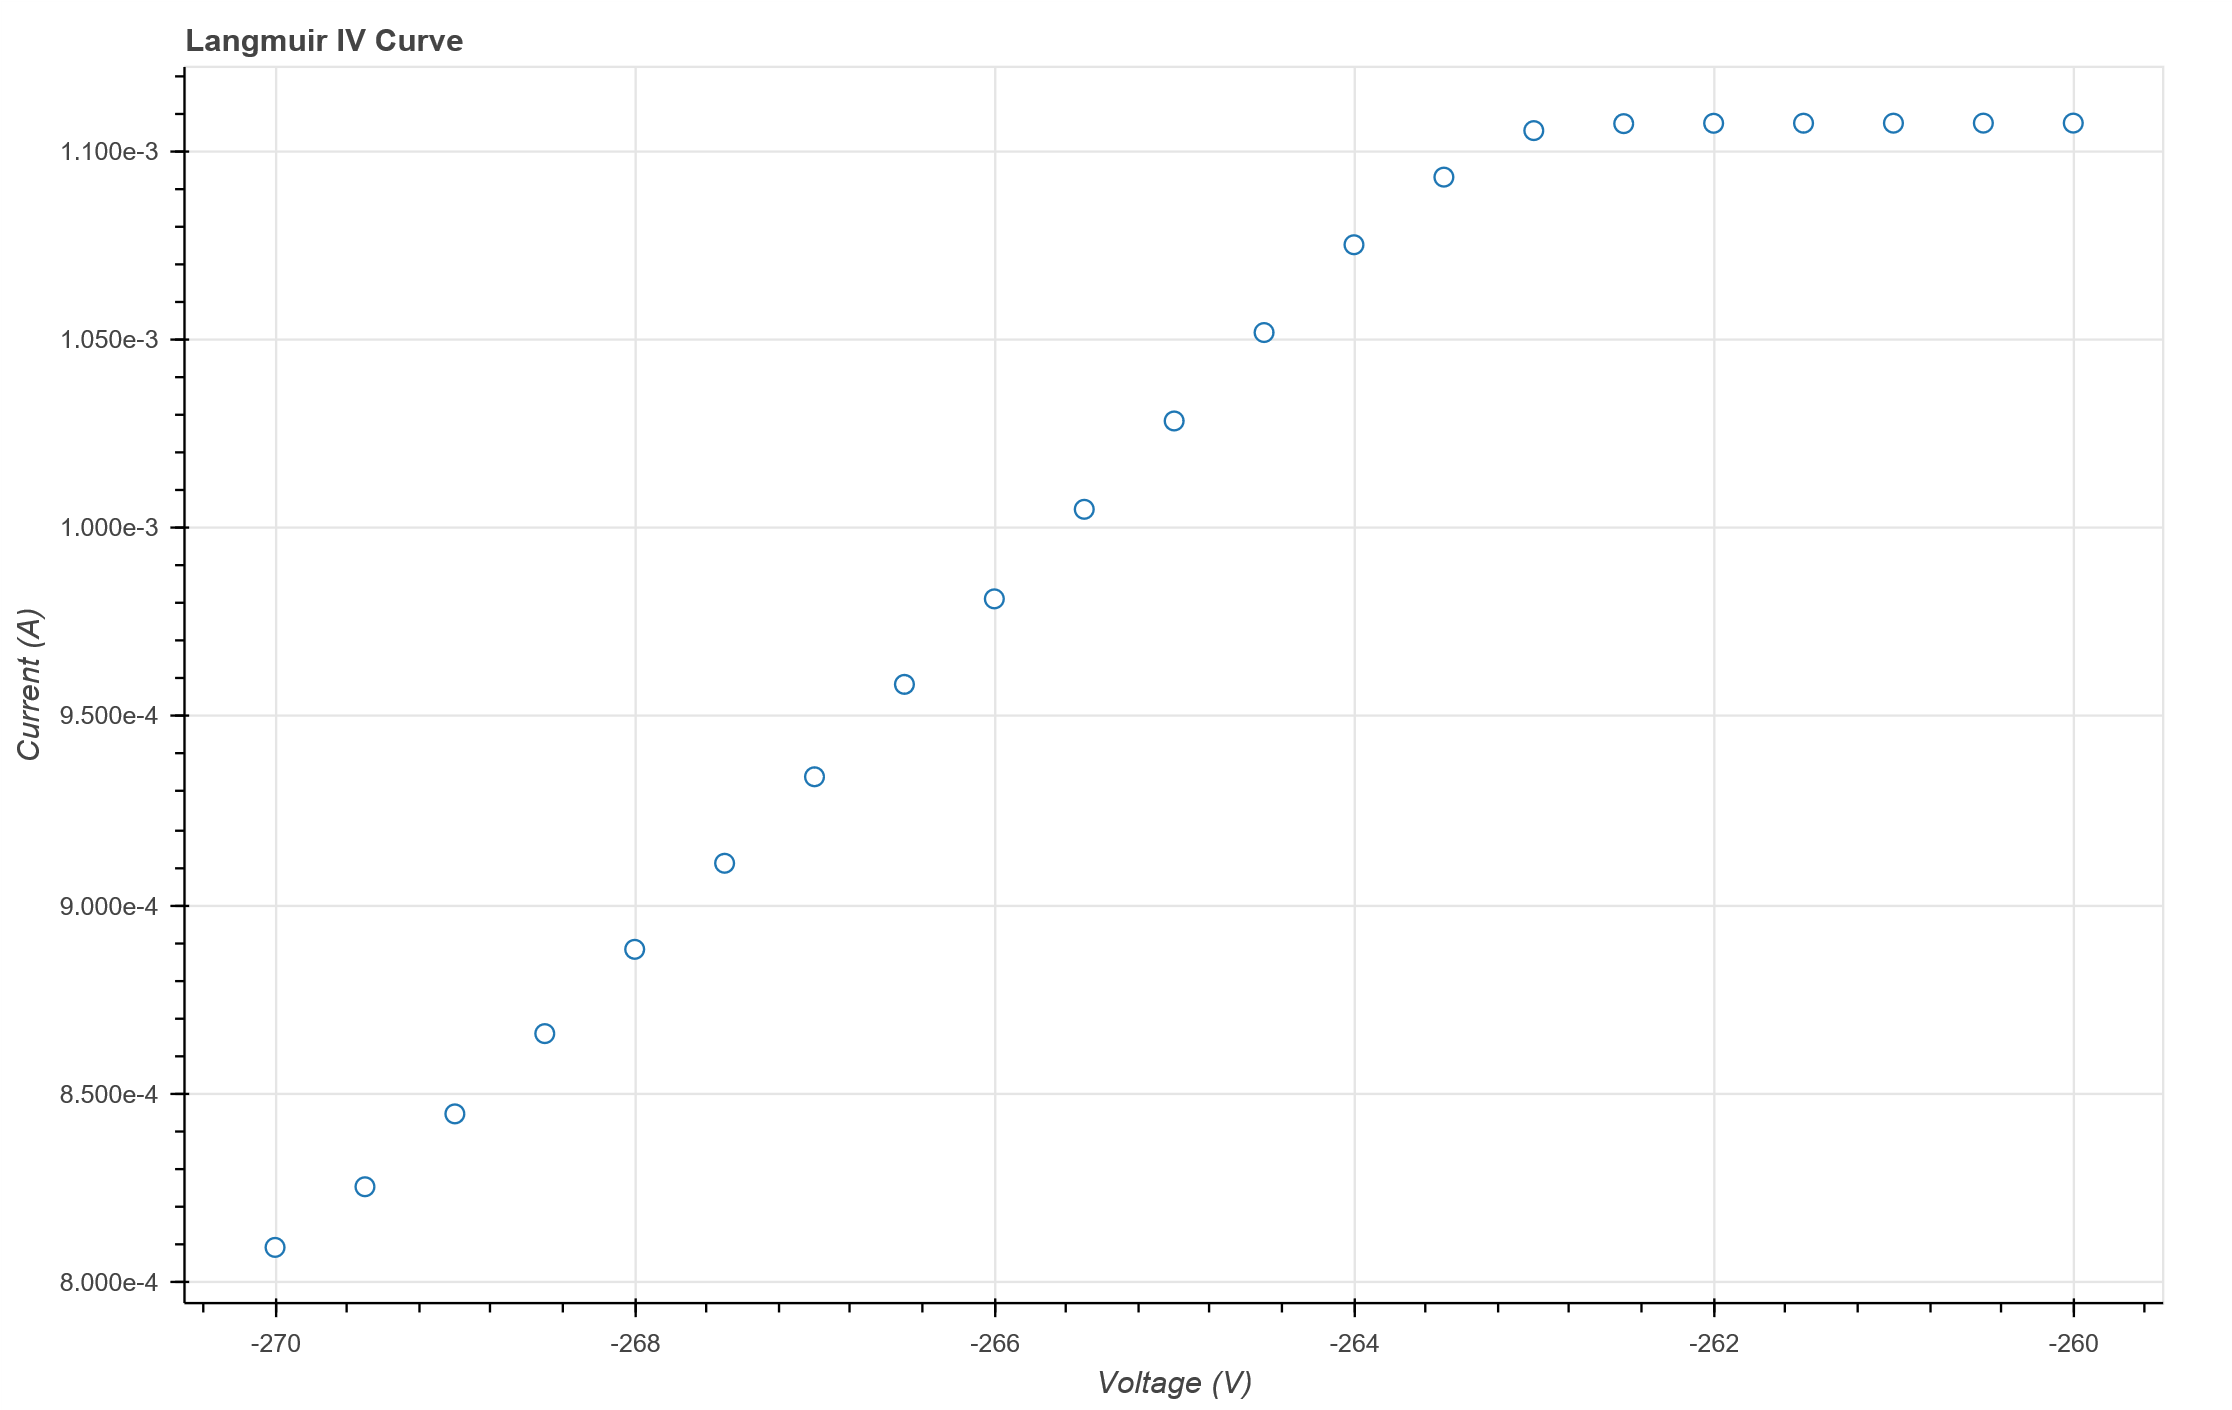 Langmuir IV Curve
1.100e-3
1.050e-3
1.000e-3
9.500e-4
9.000e-4
8.500e-4
8.000e-4
Current (A)
-270 -268 -266 -264 -262 -260
Voltage (V)